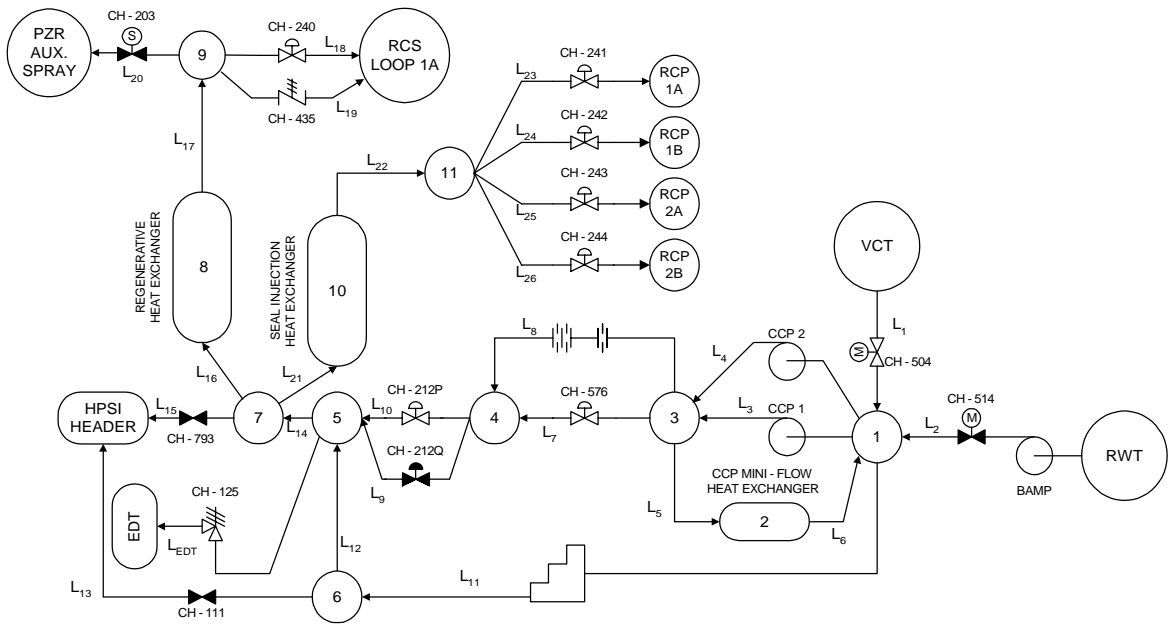 CH - 203
PZR
AUX.
SPRAY
S
L20
9
CH - 240
L18
RCS
LOOP 1A
CH - 435
L19
L17
CH - 241
L23
RCP
1A
CH - 242
L24
RCP
1B
L22
11
CH - 243
L25
RCP
2A
CH - 244
L26
RCP
2B
REGENERATIVE
HEAT EXCHANGER
8
SEAL INJECTION
HEAT EXCHANGER
10
VCT
L1
M
CH - 504
L8
L4
CCP 2
L16
L21
CH - 212P
CH - 576
L3
CCP 1
CH - 514
M
L2
HPSI
HEADER
L15
CH - 793
7
L14
5
L10
4
L7
3
1
RWT
BAMP
CH - 212Q
L9
CCP MINI - FLOW
HEAT EXCHANGER
L5
2
L6
CH - 125
EDT
LEDT
L12
L13
CH - 111
6
L11